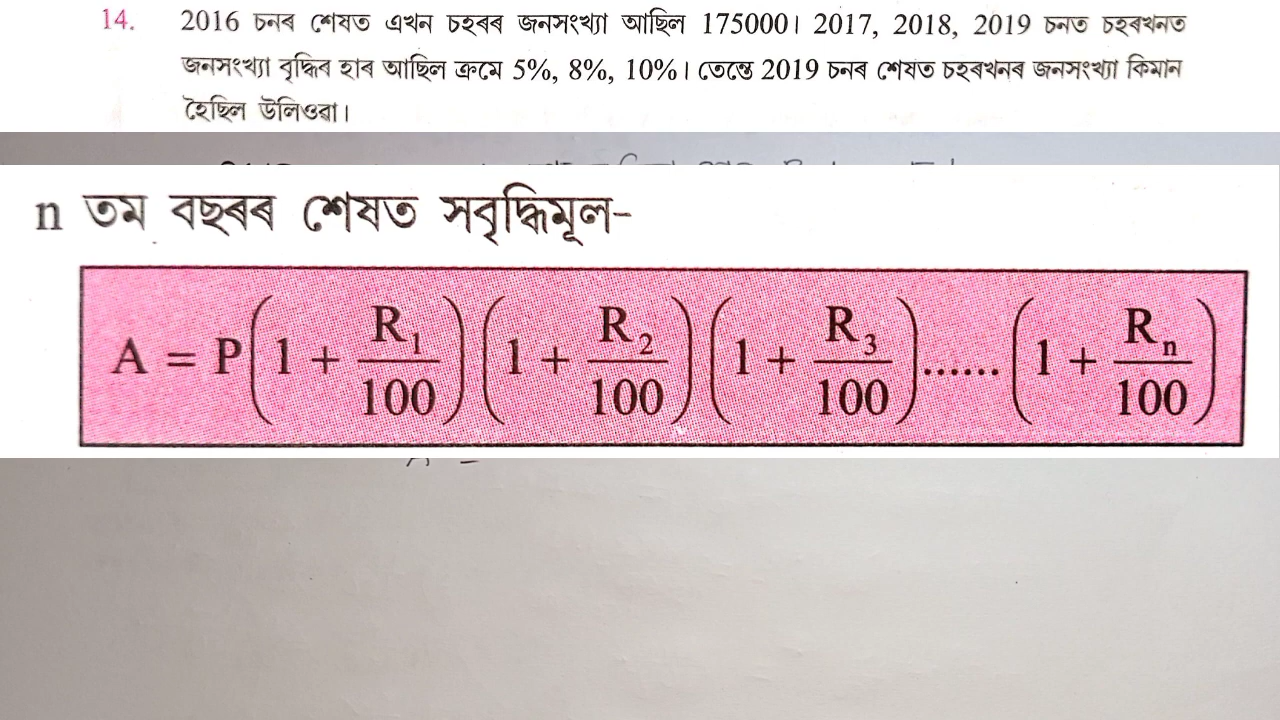 14. 2016 চনৰ শেষত এখন চহৰৰ জনসংখ্যা আছিল 175000। 2017, 2018, 2019 চনত চহৰখনত
জনসংখ্যা বৃদ্ধিৰ হাৰ আছিল ক্ৰমে 5%, 8%, 10%। তেন্তে 2019 চনৰ শেষত চহৰখনৰ জনসংখ্যা কিমান
হৈছিল উলিওৱা।
n তম বছৰৰ শেষত সবৃদ্ধিমূল-
A = P(1 + R₁/100)(1 + R₂/100)(1 + R₃/100)......(1 + Rₙ/100)